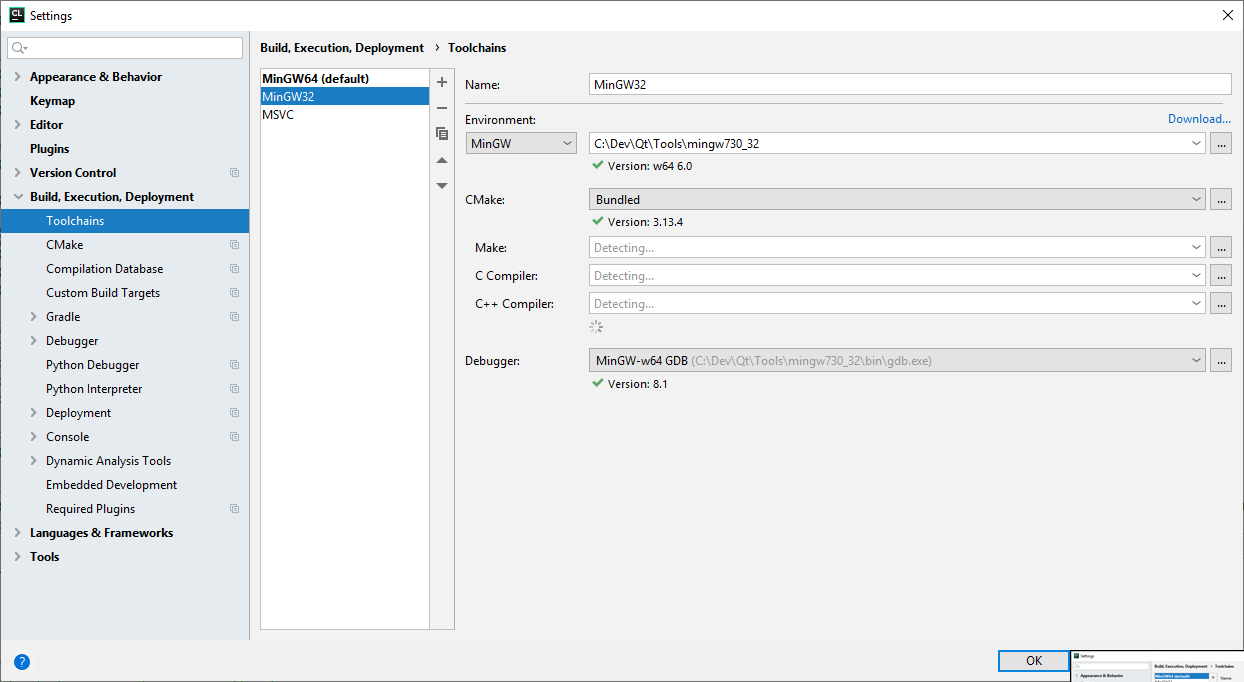 CL Settings
Build, Execution, Deployment › Toolchains
Appearance & Behavior
Keymap
Editor
Plugins
Version Control
Build, Execution, Deployment
Toolchains
CMake
Compilation Database
Custom Build Targets
Gradle
Debugger
Python Debugger
Python Interpreter
Deployment
Console
Dynamic Analysis Tools
Embedded Development
Required Plugins
Languages & Frameworks
Tools
MinGW64 (default)
MinGW32
MSVC
Name: MinGW32
Environment: Download...
MinGW C:\Dev\Qt\Tools\mingw730_32 ...
Version: w64 6.0
CMake: Bundled ...
Version: 3.13.4
Make: Detecting... ...
C Compiler: Detecting... ...
C++ Compiler: Detecting... ...
Debugger: MinGW-w64 GDB (C:\Dev\Qt\Tools\mingw730_32\bin\gdb.exe) ...
Version: 8.1
?
OK
Settings
Build, Execution, Deployment › Toolchains
Appearance & Behavior
MinGW64 (default)
Name